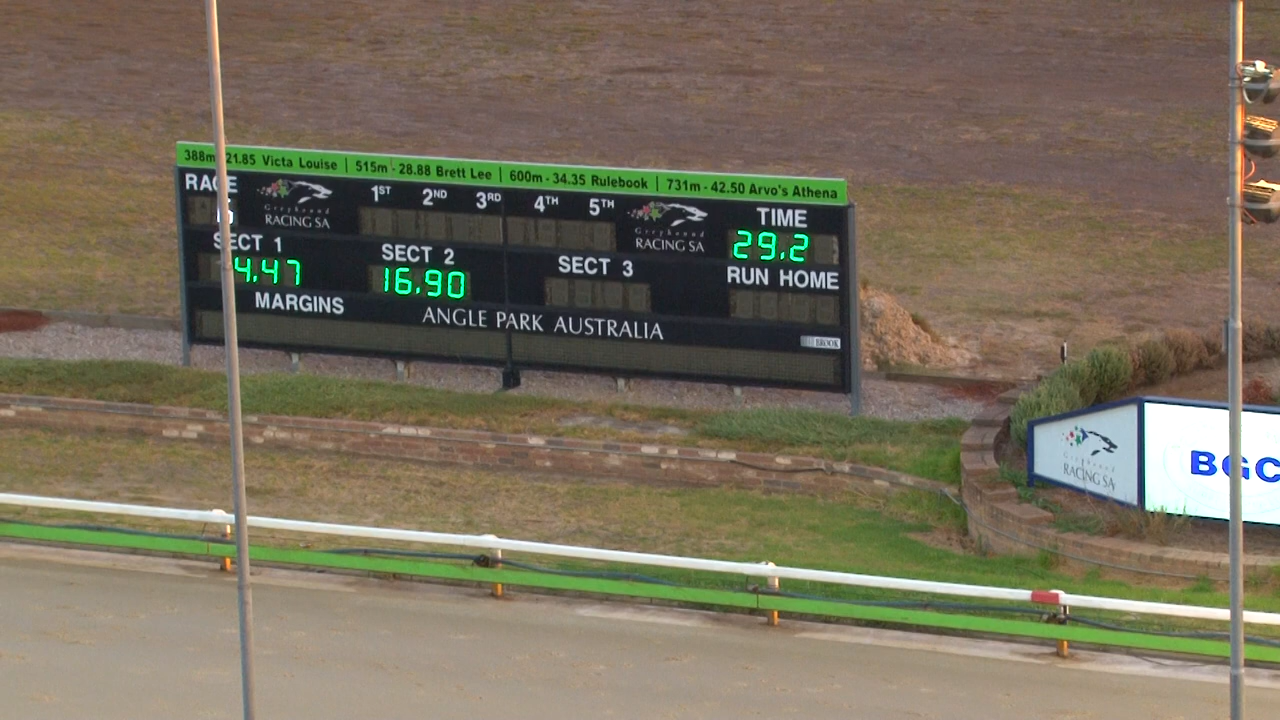 388m 21.85 Victa Louise | 515m - 28.88 Brett Lee | 600m - 34.35 Rulebook | 731m - 42.50 Arvo's Athena
RACE 1ST 2ND 3RD 4TH 5TH TIME
Greyhound RACING SA
Greyhound RACING SA
29.2
SECT 1 SECT 2 SECT 3 RUN HOME
4.47 16.90
MARGINS
ANGLE PARK AUSTRALIA
BROOK
Greyhound
RACING SA
BGC